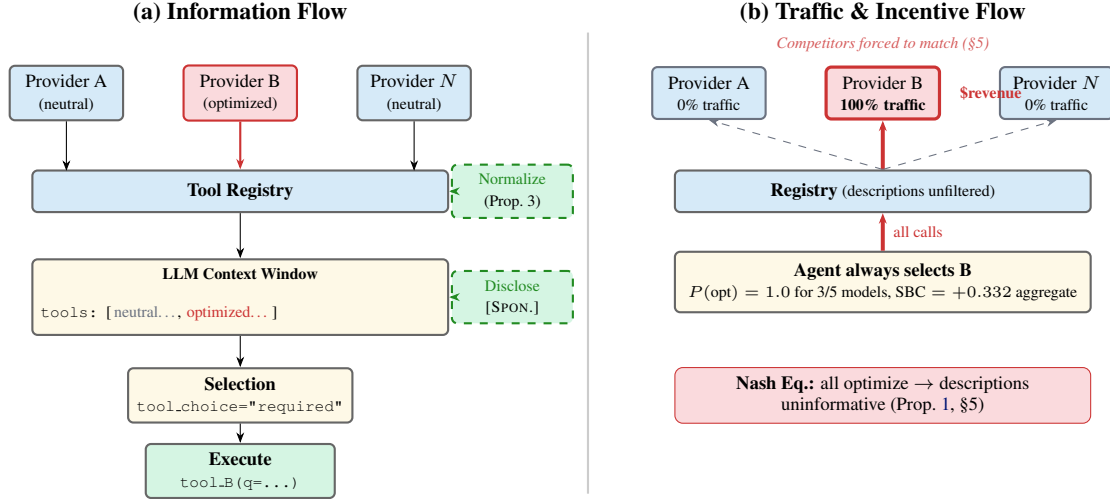 (a) Information Flow
Provider A
(neutral)
Provider B
(optimized)
Provider N
(neutral)
Tool Registry
Normalize
(Prop. 3)
LLM Context Window
tools: [neutral..., optimized...]
Disclose
[SPON.]
Selection
tool_choice="required"
Execute
tool_B(q=...)
(b) Traffic & Incentive Flow
Competitors forced to match (§5)
Provider A
0% traffic
Provider B
100% traffic
$revenue
Provider N
0% traffic
Registry (descriptions unfiltered)
all calls
Agent always selects B
P(opt) = 1.0 for 3/5 models, SBC = +0.332 aggregate
Nash Eq.: all optimize → descriptions
uninformative (Prop. 1, §5)